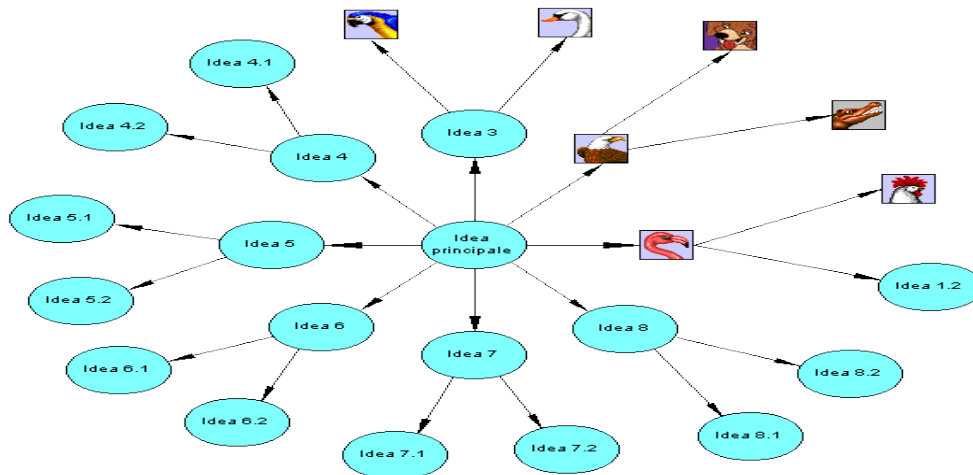 Idea 4.1
Idea 4.2
Idea 3
Idea 4
Idea 5.1
Idea 5
Idea
principale
Idea 5.2
Idea 1.2
Idea 6
Idea 8
Idea 7
Idea 6.1
Idea 8.2
Idea 6.2
Idea 8.1
Idea 7.1
Idea 7.2